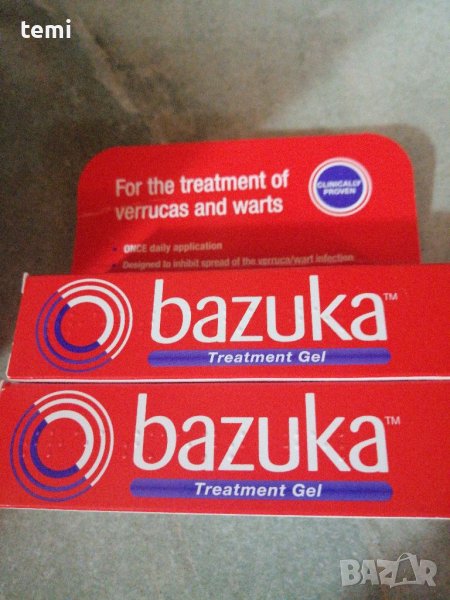 temi
For the treatment of
verrucas and warts
CLINICALLY
PROVEN
• ONCE daily application
• Designed to inhibit spread of the verruca/wart infection
bazuka™
Treatment Gel
bazuka™
Treatment Gel
BAZAR